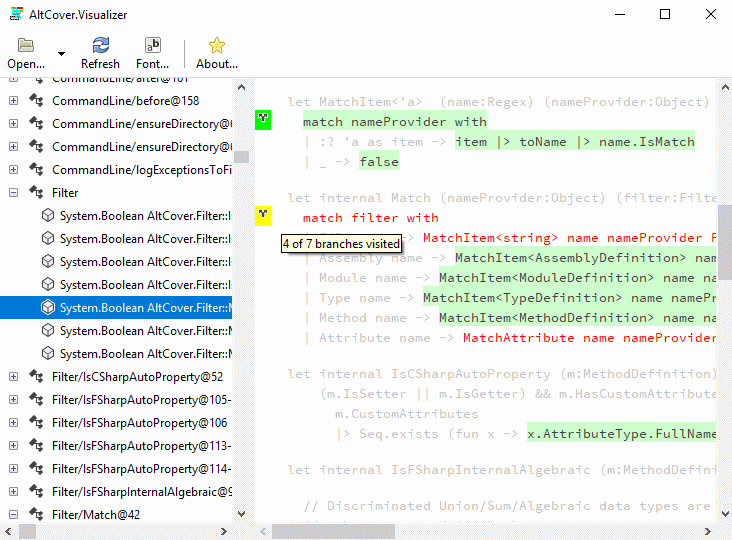 AltCover.Visualizer
Open...
Refresh
Font...
About...
CommandLine/after@101
CommandLine/before@158
CommandLine/ensureDirectory@6
CommandLine/ensureDirectory@6
CommandLine/logExceptionsToFi
Filter
System.Boolean AltCover.Filter::I
System.Boolean AltCover.Filter::I
System.Boolean AltCover.Filter::I
System.Boolean AltCover.Filter::I
System.Boolean AltCover.Filter::M
System.Boolean AltCover.Filter::M
System.Boolean AltCover.Filter::M
Filter/IsCSharpAutoProperty@52
Filter/IsFSharpAutoProperty@105-
Filter/IsFSharpAutoProperty@106
Filter/IsFSharpAutoProperty@113-
Filter/IsFSharpAutoProperty@114-
Filter/IsFSharpInternalAlgebraic@9
Filter/Match@42
let MatchItem<'a>  (name:Regex) (nameProvider:Object)
match nameProvider with
| :? 'a as item -> item |> toName |> name.IsMatch
| _ -> false
let internal Match (nameProvider:Object) (filter:Filte
match filter with
4 of 7 branches visited
MatchItem<string> name nameProvider F
| Assembly name -> MatchItem<AssemblyDefinition> nam
| Module name -> MatchItem<ModuleDefinition> name na
| Type name -> MatchItem<TypeDefinition> name namePr
| Method name -> MatchItem<MethodDefinition> name na
| Attribute name -> MatchAttribute name nameProvider
let internal IsCSharpAutoProperty (m:MethodDefinition)
(m.IsSetter || m.IsGetter) && m.HasCustomAttribute
m.CustomAttributes
|> Seq.exists (fun x -> x.AttributeType.FullName
let internal IsFSharpInternalAlgebraic (m:MethodDefini
// Discriminated Union/Sum/Algebraic data types are